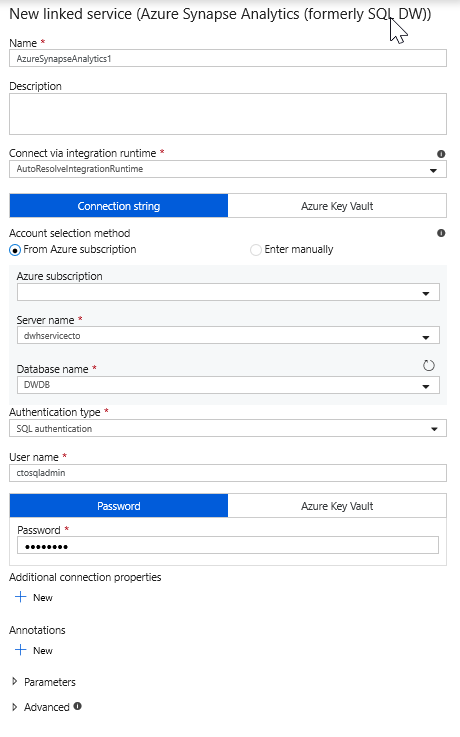 New linked service (Azure Synapse Analytics (formerly SQL DW))
Name *
AzureSynapseAnalytics1
Description
Connect via integration runtime *
AutoResolveIntegrationRuntime
Connection string Azure Key Vault
Account selection method
From Azure subscription Enter manually
Azure subscription
Server name *
dwhservicecto
Database name *
DWDB
Authentication type *
SQL authentication
User name *
ctosqladmin
Password Azure Key Vault
Password *
••••••••
Additional connection properties
+ New
Annotations
+ New
Parameters
Advanced